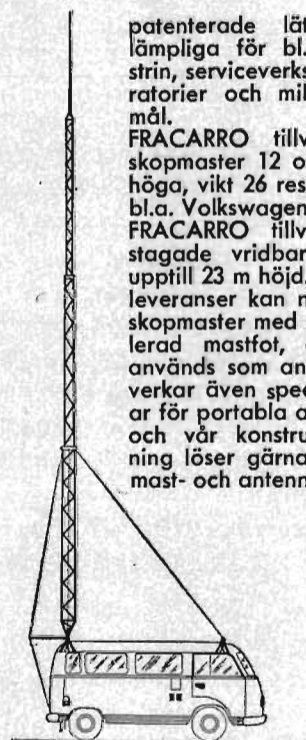 patenterade lät
lämpliga för bl.
strin, serviceverks
ratorier och mil
mål.
FRACARRO tillv
skopmaster 12 o
höga, vikt 26 res
bl.a. Volkswagen
FRACARRO tillv
stagade vridbar
upptill 23 m höjd.
leveranser kan n
skopmaster med
lerad mastfot,
används som an
verkar även spec
ar för portabla a
och vår konstru
ning löser gärna
mast- och antenn